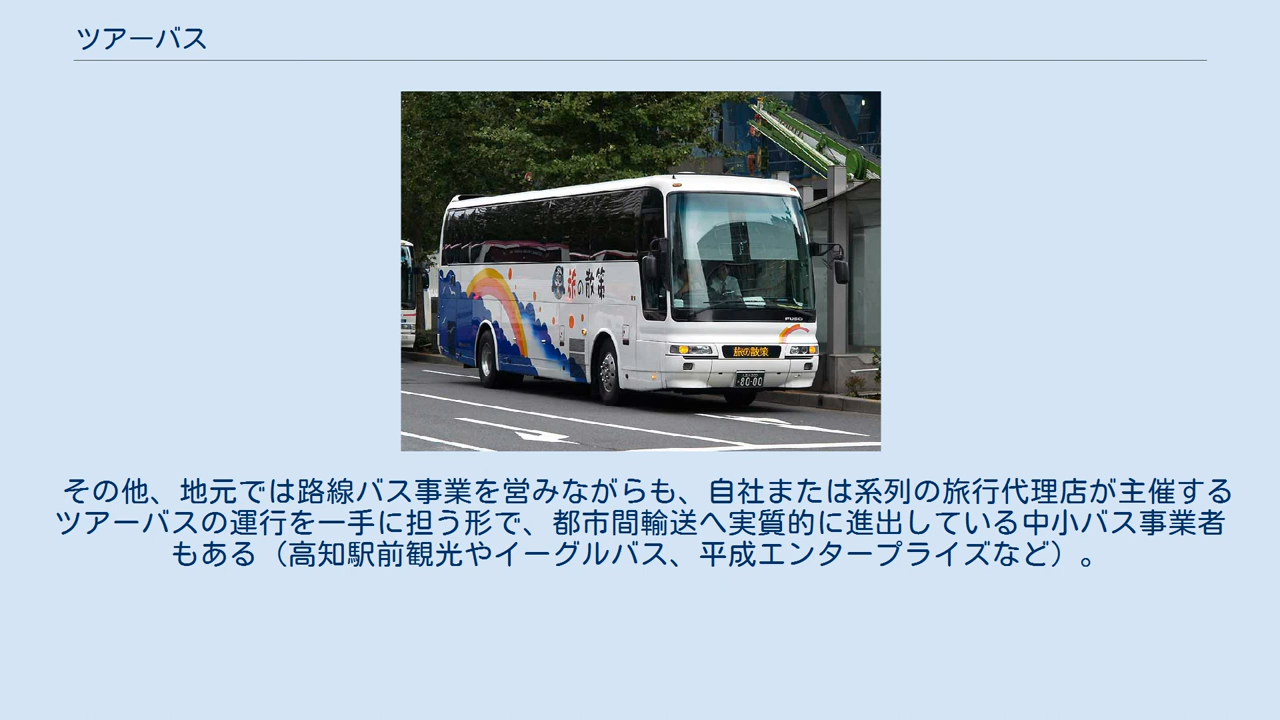 ツアーバス
旅の散策
FUSO
旅の散策
80-00
その他、地元では路線バス事業を営みながらも、自社または系列の旅行代理店が主催する
ツアーバスの運行を一手に担う形で、都市間輸送へ実質的に進出している中小バス事業者
もある（高知駅前観光やイーグルバス、平成エンタープライズなど）。